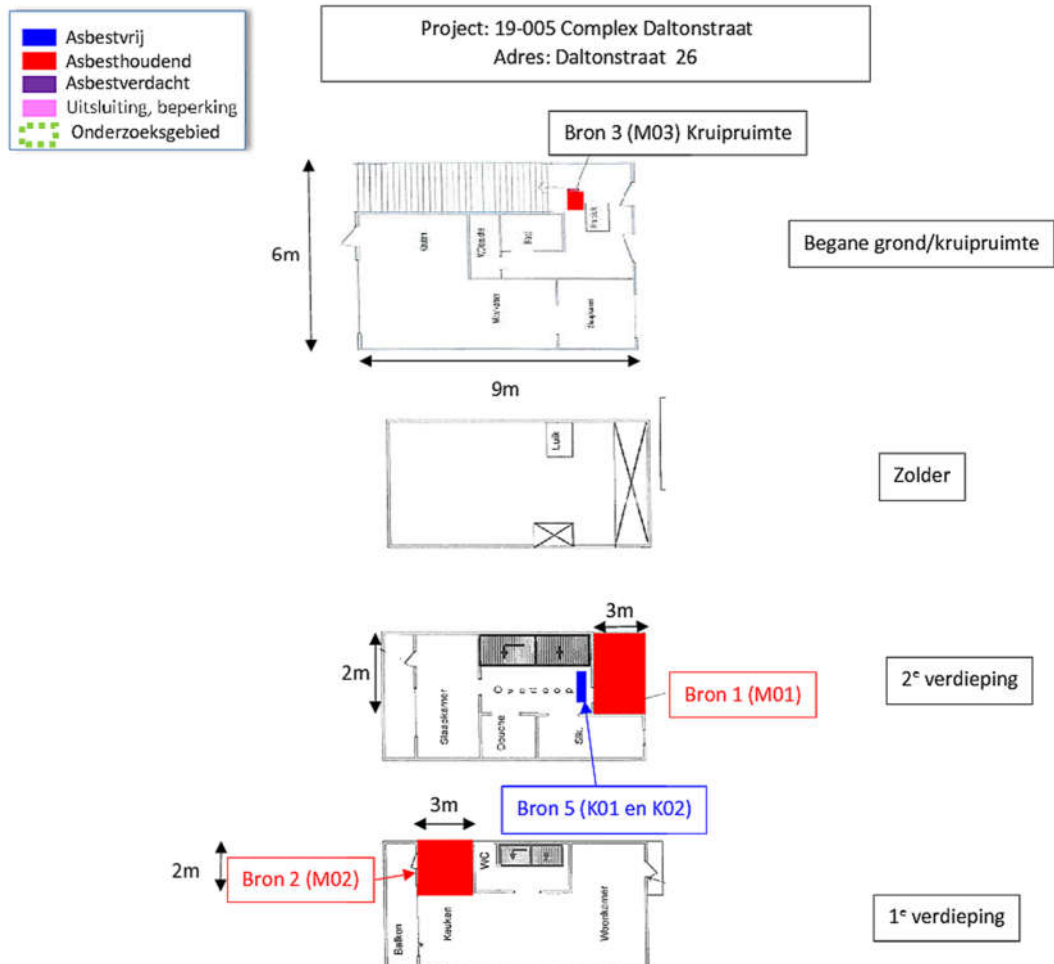 Asbestvrij
Asbesthoudend
Asbestverdacht
Uitsluiting, beperking
Onderzoeksgebied
Project: 19-005 Complex Daltonstraat
Adres: Daltonstraat 26
Bron 3 (M03) Kruipruimte
6m
Begane grond/kruipruimte
9m
Luik
Zolder
3m
2m
Slaapkamer
Overloop
Douche
Slk.
Bron 1 (M01)
2e verdieping
Bron 5 (K01 en K02)
3m
2m
Bron 2 (M02)
WC
Balkon
Keuken
Woonkamer
1e verdieping